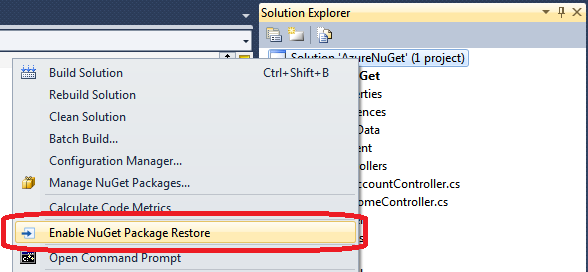 Solution Explorer
Solution 'AzureNuGet' (1 project)
Build Solution Ctrl+Shift+B
Rebuild Solution
Clean Solution
Batch Build...
Configuration Manager...
Manage NuGet Packages...
Calculate Code Metrics
Enable NuGet Package Restore
Open Command Prompt
Get
erties
ences
Data
ent
ollers
ccountController.cs
omeController.cs